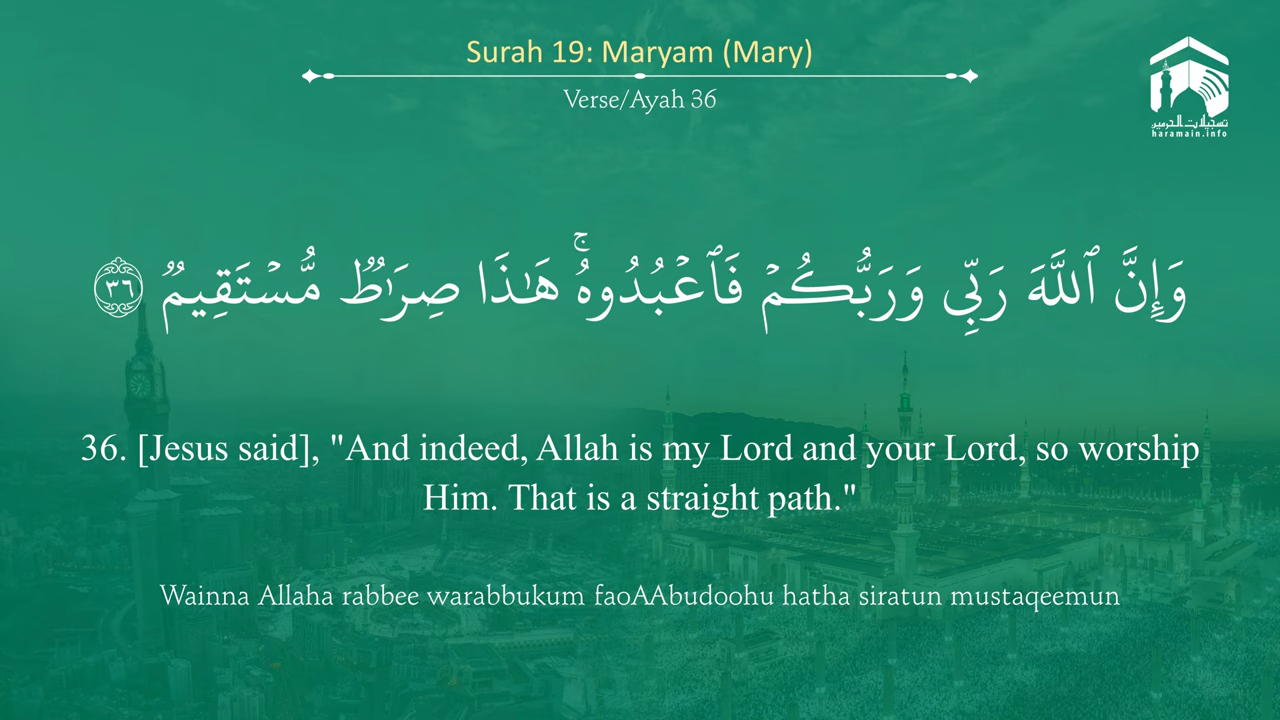 Surah 19: Maryam (Mary)
Verse/Ayah 36
تسجيلات الحرمين
haramain.info
وَإِنَّ ٱللَّهَ رَبِّي وَرَبُّكُمۡ فَٱعۡبُدُوهُۚ هَٰذَا صِرَٰطٞ مُّسۡتَقِيمٞ ٣٦
36. [Jesus said], "And indeed, Allah is my Lord and your Lord, so worship
Him. That is a straight path."
Wainna Allaha rabbee warabbukum faoAAbudoohu hatha siratun mustaqeemun